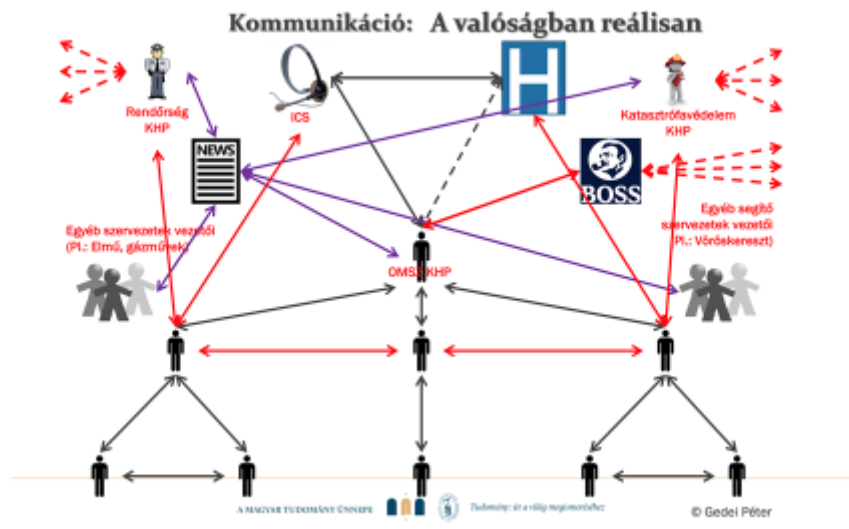 Kommunikáció: A valóságban reálisan
Rendőrség
KHP
ICS
H
Katasztrófavédelem
KHP
NEWS
BOSS
Egyéb szervezetek vezetői
(Pl.: Elmű, gázművek)
Egyéb segítő
szervezetek vezetői
Pl.: Vöröskereszt)
OMSZ KHP
A MAGYAR TUDOMÁNY ÜNNEPE
Tudomány: út a világ megismeréséhez
© Gedei Péter